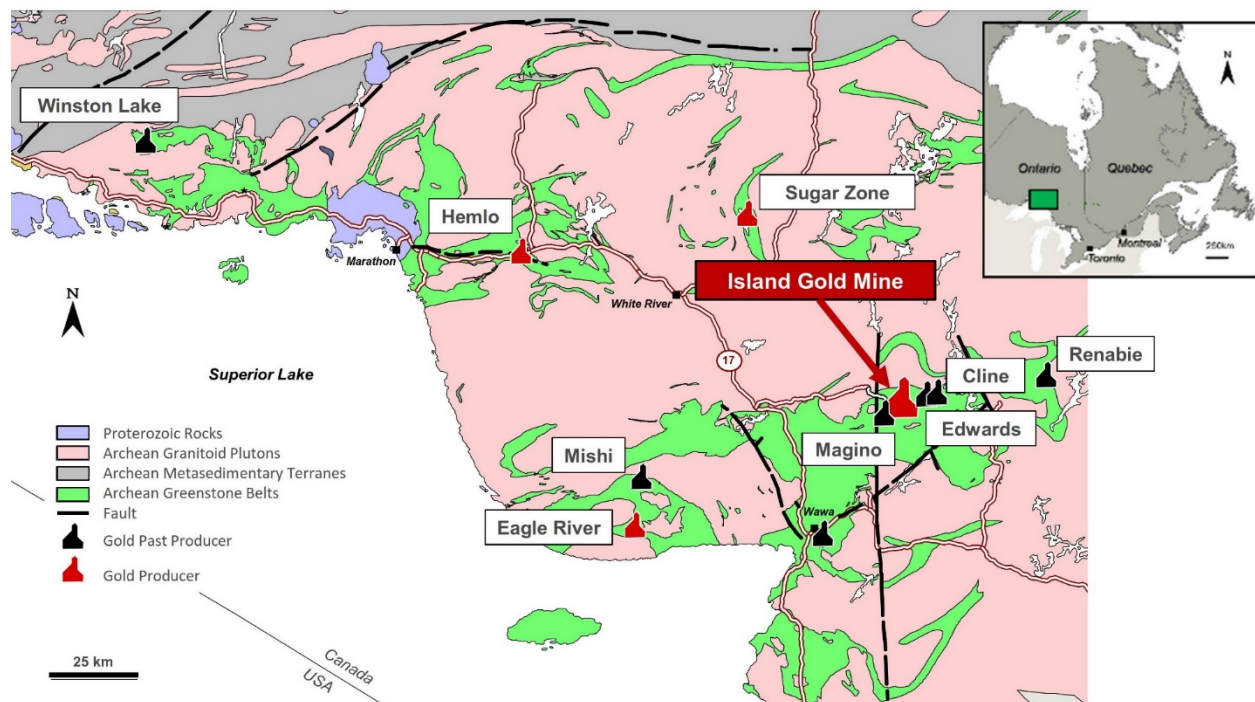 Winston Lake
Hemlo
Marathon
Sugar Zone
White River
Island Gold Mine
17
Renabie
Cline
Edwards
Magino
Mishi
Eagle River
Wawa
N
Superior Lake
Proterozoic Rocks
Archean Granitoid Plutons
Archean Metasedimentary Terranes
Archean Greenstone Belts
Fault
Gold Past Producer
Gold Producer
25 km
Canada
USA
N
Ontario
Quebec
Montreal
Toronto
250km